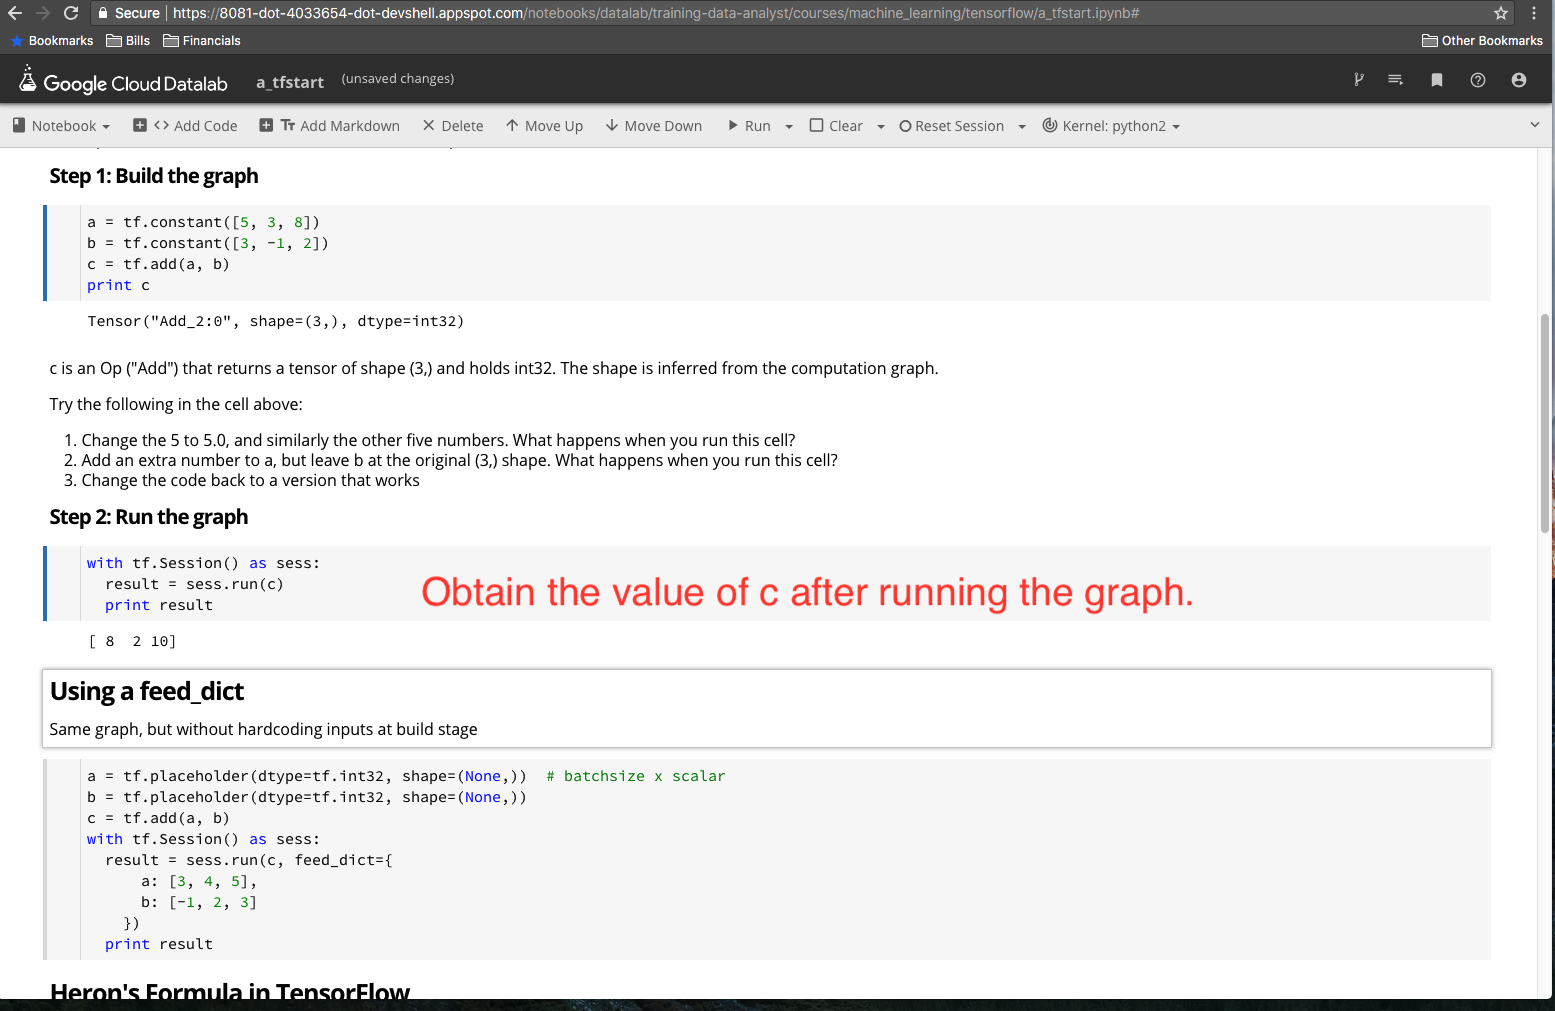 Secure https://8081-dot-4033654-dot-devshell.appspot.com/notebooks/datalab/training-data-analyst/courses/machine_learning/tensorflow/a_tfstart.ipynb#
Bookmarks Bills Financials Other Bookmarks
Google Cloud Datalab a_tfstart (unsaved changes)
Notebook <> Add Code Tт Add Markdown Delete Move Up Move Down Run Clear Reset Session Kernel: python2
Step 1: Build the graph
a = tf.constant([5, 3, 8])
b = tf.constant([3, -1, 2])
c = tf.add(a, b)
print c
Tensor("Add_2:0", shape=(3,), dtype=int32)
c is an Op ("Add") that returns a tensor of shape (3,) and holds int32. The shape is inferred from the computation graph.
Try the following in the cell above:
1. Change the 5 to 5.0, and similarly the other five numbers. What happens when you run this cell?
2. Add an extra number to a, but leave b at the original (3,) shape. What happens when you run this cell?
3. Change the code back to a version that works
Step 2: Run the graph
with tf.Session() as sess:
  result = sess.run(c)
  print result
Obtain the value of c after running the graph.
[ 8  2 10]
Using a feed_dict
Same graph, but without hardcoding inputs at build stage
a = tf.placeholder(dtype=tf.int32, shape=(None,))  # batchsize x scalar
b = tf.placeholder(dtype=tf.int32, shape=(None,))
c = tf.add(a, b)
with tf.Session() as sess:
  result = sess.run(c, feed_dict={
      a: [3, 4, 5],
      b: [-1, 2, 3]
    })
  print result
Heron's Formula in TensorFlow